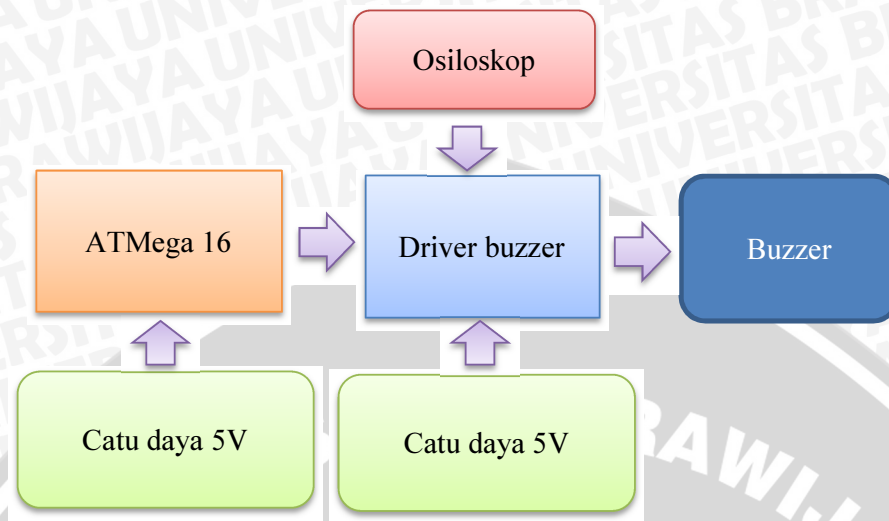 Osiloskop
ATMega 16
Driver buzzer
Buzzer
Catu daya 5V
Catu daya 5V